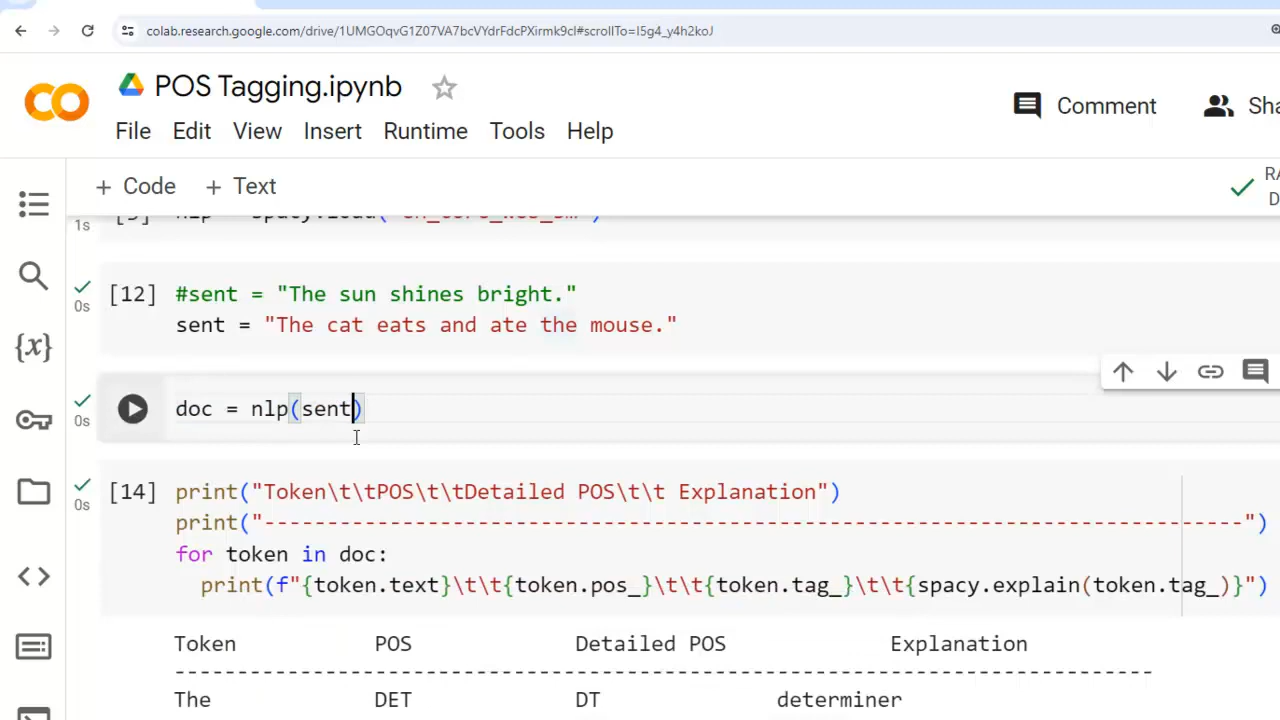 colab.research.google.com/drive/1UMGOqvG1Z07VA7bcVYdrFdcPXirmk9cl#scrollTo=I5g4_y4h2koJ
POS Tagging.ipynb
Comment
File Edit View Insert Runtime Tools Help
+ Code + Text
1s
[12] #sent = "The sun shines bright."
0s
sent = "The cat eats and ate the mouse."
{x}
doc = nlp(sent)
0s
[14] print("Token\t\tPOS\t\tDetailed POS\t\t Explanation")
0s
print("------------------------------------------------------------------------------")
for token in doc:
print(f"{token.text}\t\t{token.pos_}\t\t{token.tag_}\t\t{spacy.explain(token.tag_)}")
Token POS Detailed POS Explanation
------------------------------------------------------------------------------
The DET DT determiner